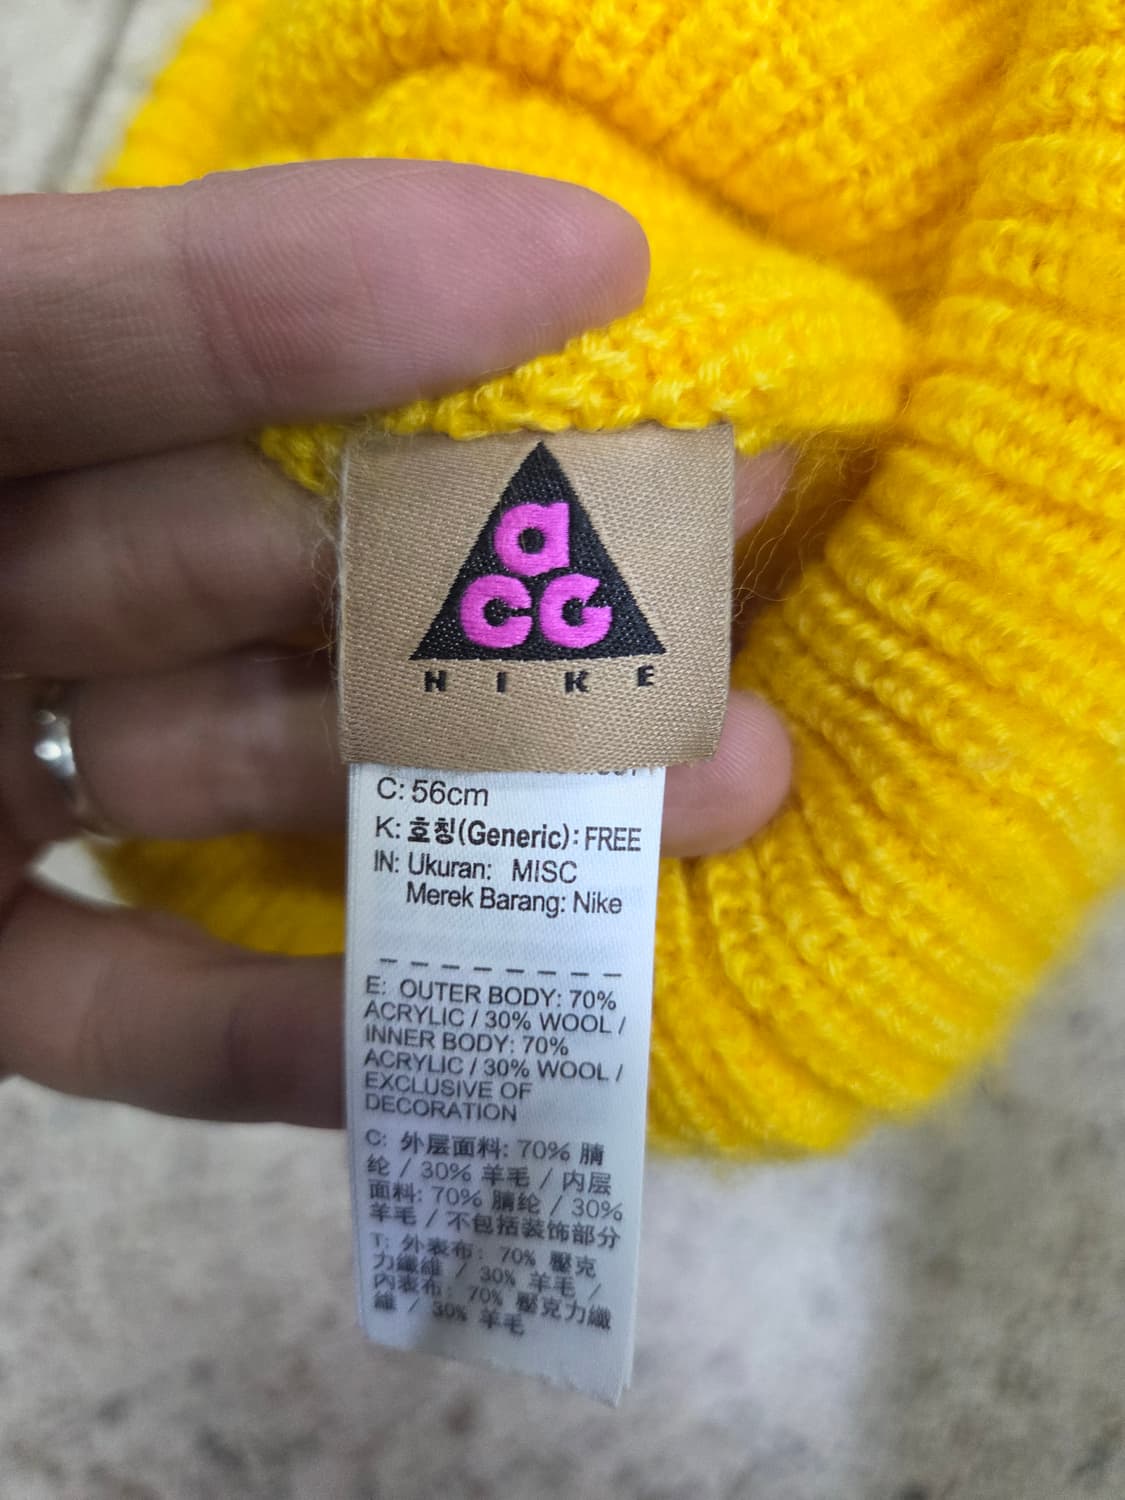 a
CG
NIKE
C: 56cm
K: 호칭(Generic): FREE
IN: Ukuran: MISC
Merek Barang: Nike
E: OUTER BODY: 70%
ACRYLIC / 30% WOOL /
INNER BODY: 70%
ACRYLIC / 30% WOOL /
EXCLUSIVE OF
DECORATION
C: 外层面料: 70% 腈
纶 / 30% 羊毛 / 内层
面料: 70% 腈纶 / 30%
羊毛 / 不包括装饰部分
T: 外表布: 70% 壓克
力纖維 / 30% 羊毛 /
內表布: 70% 壓克力纖
維 / 30% 羊毛